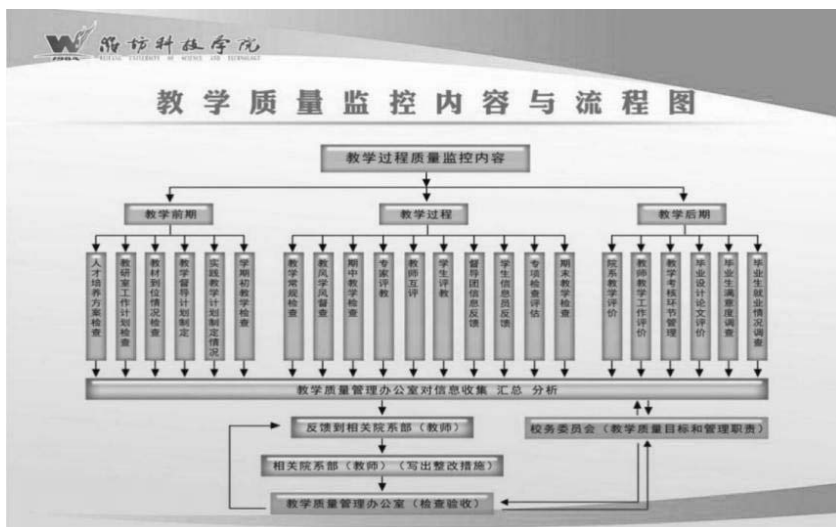 潍坊科技学院
WEIFANG UNIVERSITY OF SCIENCE AND TECHNOLOGY
教学质量监控内容与流程图
教学过程质量监控内容
教学前期
教学过程
教学后期
人才培养方案检查
教研室工作计划检查
教材到位情况检查
教学督导计划制定
实践教学计划制定情况
学期初教学检查
教学常规检查
教风学风督查
期中教学检查
专家评教
教师互评
学生评教
督导团信息反馈
学生信息员反馈
专项检查评估
期末教学检查
院系教学评价
教师教学工作评价
教学考核环节管理
毕业设计论文评价
毕业生满意度调查
毕业生就业情况调查
教学质量管理办公室对信息收集 汇总 分析
反馈到相关院系部（教师）
校务委员会（教学质量目标和管理职责）
相关院系部（教师）（写出整改措施）
教学质量管理办公室（检查验收）